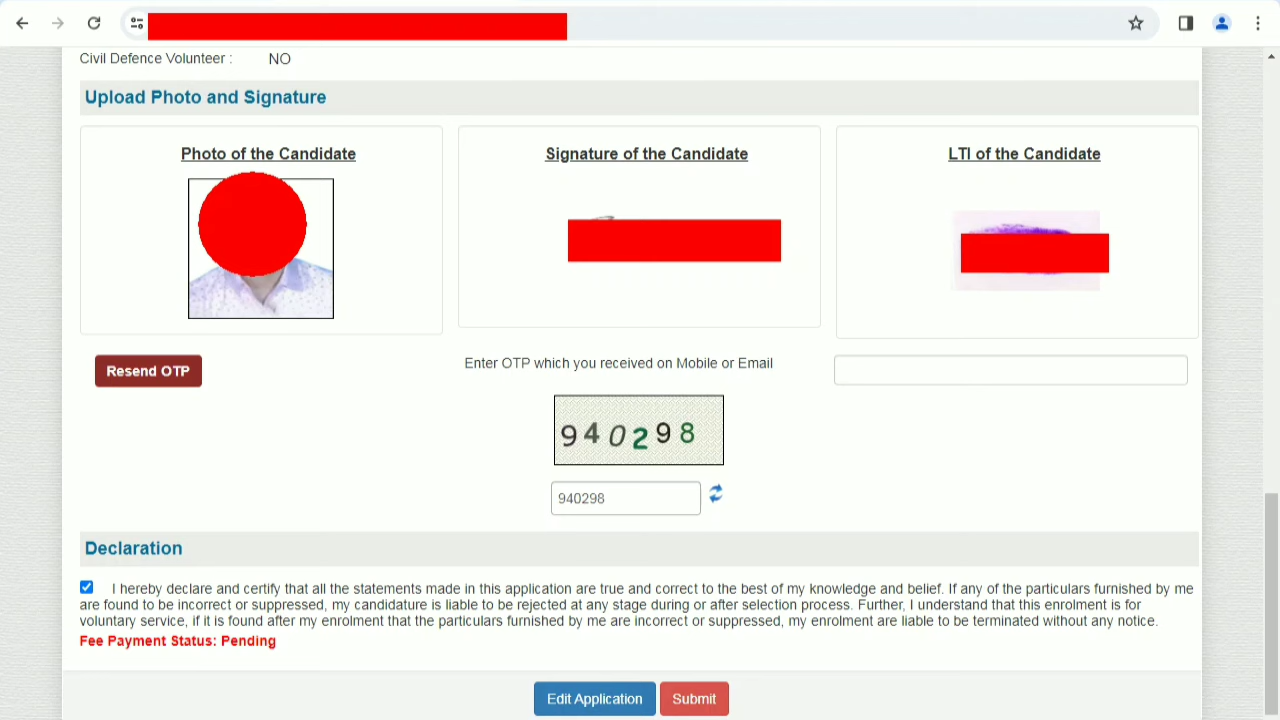 Civil Defence Volunteer : NO
Upload Photo and Signature
Photo of the Candidate
Signature of the Candidate
LTI of the Candidate
Resend OTP
Enter OTP which you received on Mobile or Email
940298
940298
Declaration
I hereby declare and certify that all the statements made in this application are true and correct to the best of my knowledge and belief. If any of the particulars furnished by me
are found to be incorrect or suppressed, my candidature is liable to be rejected at any stage during or after selection process. Further, I understand that this enrolment is for
voluntary service, if it is found after my enrolment that the particulars furnished by me are incorrect or suppressed, my enrolment are liable to be terminated without any notice.
Fee Payment Status: Pending
Edit Application
Submit